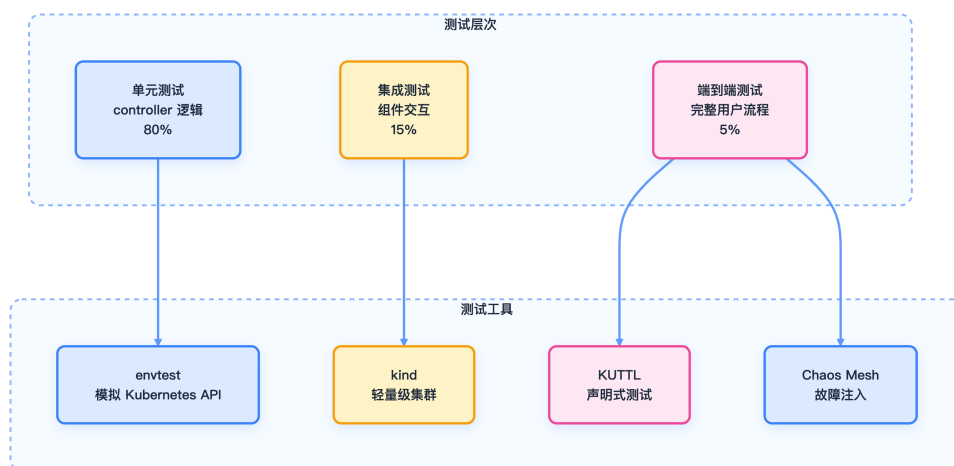 测试层次
单元测试
controller 逻辑
80%
集成测试
组件交互
15%
端到端测试
完整用户流程
5%
测试工具
envtest
模拟 Kubernetes API
kind
轻量级集群
KUTTL
声明式测试
Chaos Mesh
故障注入